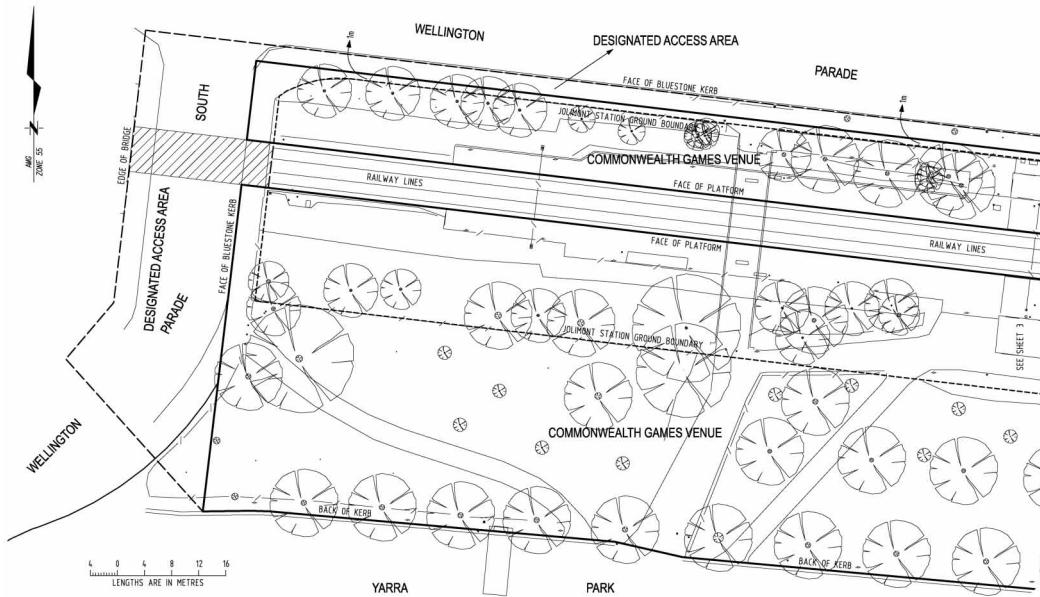 WELLINGTON
DESIGNATED ACCESS AREA
PARADE
1m
FACE OF BLUESTONE KERB
1m
SOUTH
JOLIMONT STATION GROUND BOUNDARY
AMG
ZONE 55
N
EDGE OF BRIDGE
COMMONWEALTH GAMES VENUE
RAILWAY LINES
FACE OF PLATFORM
FACE OF PLATFORM
RAILWAY LINES
FACE OF BLUESTONE KERB
DESIGNATED ACCESS AREA
PARADE
JOLIMONT STATION GROUND BOUNDARY
SEE SHEET 3
WELLINGTON
COMMONWEALTH GAMES VENUE
BACK OF KERB
BACK OF KERB
4 0 4 8 12 16
LENGTHS ARE IN METRES
YARRA
PARK